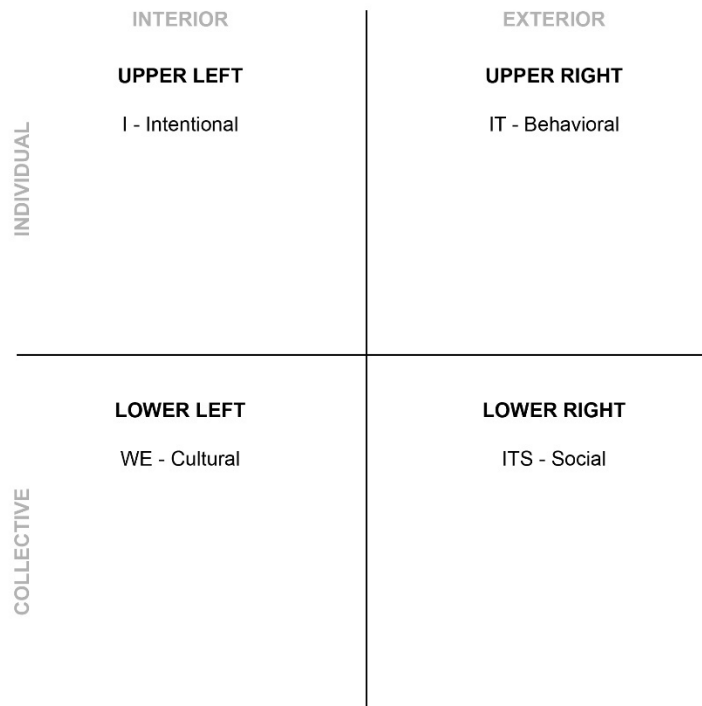 INTERIOR
EXTERIOR
INDIVIDUAL
UPPER LEFT
I - Intentional
UPPER RIGHT
IT - Behavioral
COLLECTIVE
LOWER LEFT
WE - Cultural
LOWER RIGHT
ITS - Social